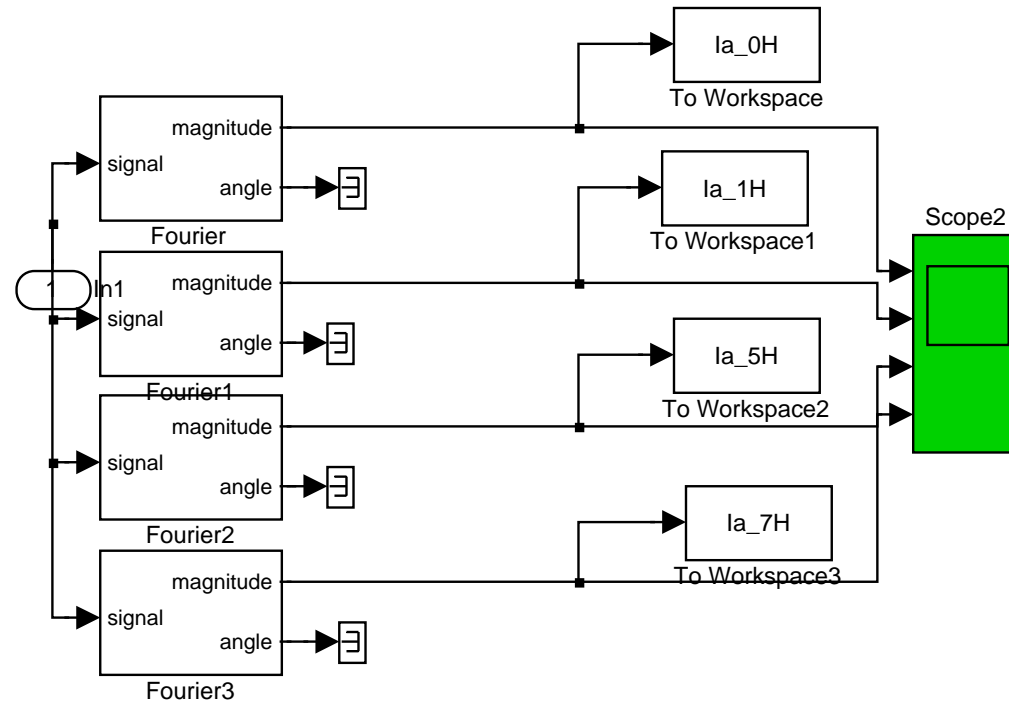 Ia_0H
To Workspace
magnitude
signal
angle
Fourier
Ia_1H
To Workspace1
Scope2
1
In1
magnitude
signal
angle
Fourier1
Ia_5H
To Workspace2
magnitude
signal
angle
Fourier2
Ia_7H
To Workspace3
magnitude
signal
angle
Fourier3